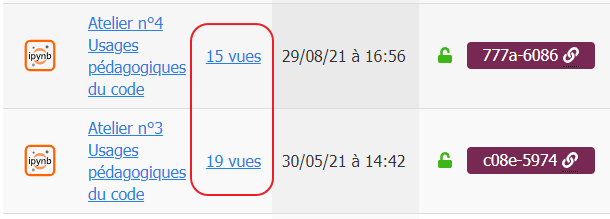 Atelier n°4
Usages
pédagogiques
du code
ipynb
15 vues
29/08/21 à 16:56
777a-6086
Atelier n°3
Usages
pédagogiques
du code
ipynb
19 vues
30/05/21 à 14:42
c08e-5974